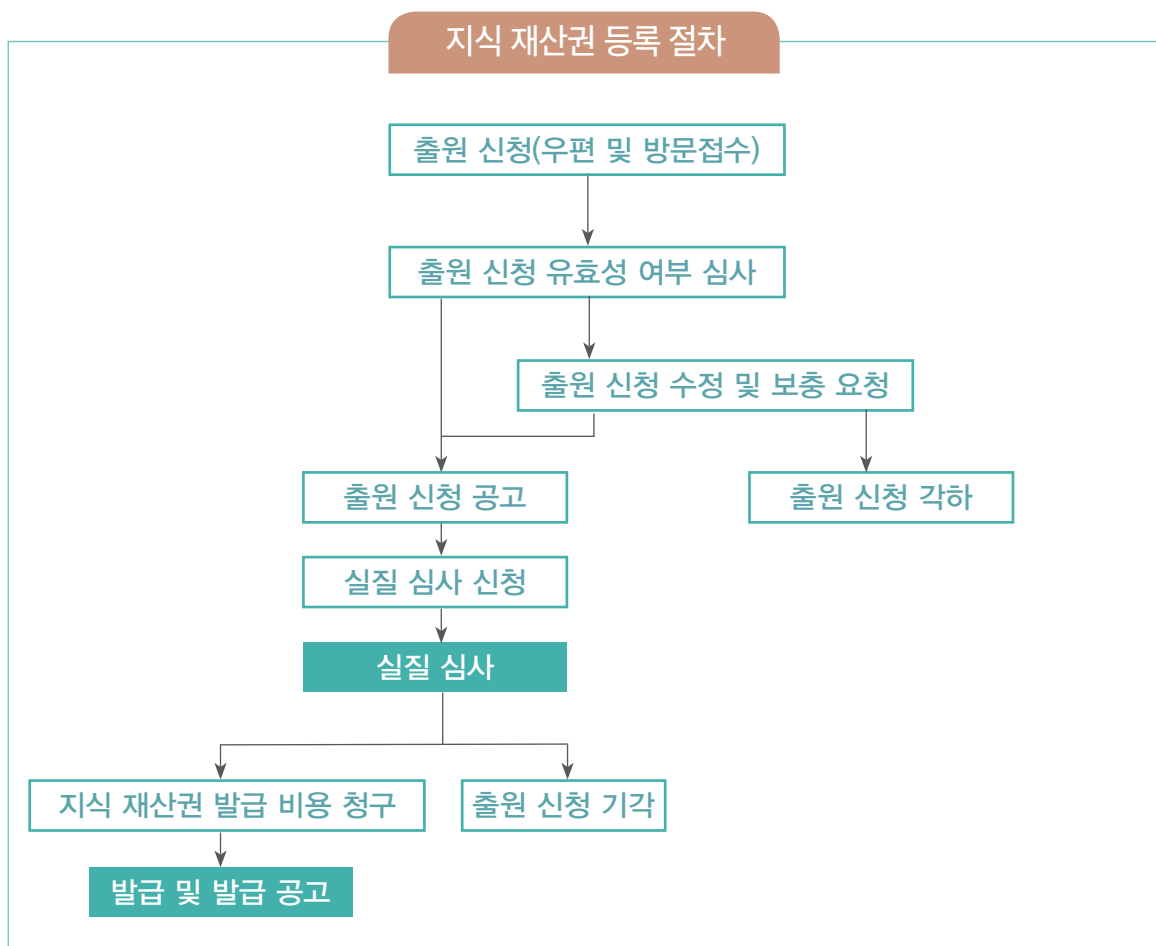 지식 재산권 등록 절차
출원 신청(우편 및 방문접수)
출원 신청 유효성 여부 심사
출원 신청 수정 및 보충 요청
출원 신청 공고
출원 신청 각하
실질 심사 신청
실질 심사
지식 재산권 발급 비용 청구
출원 신청 기각
발급 및 발급 공고